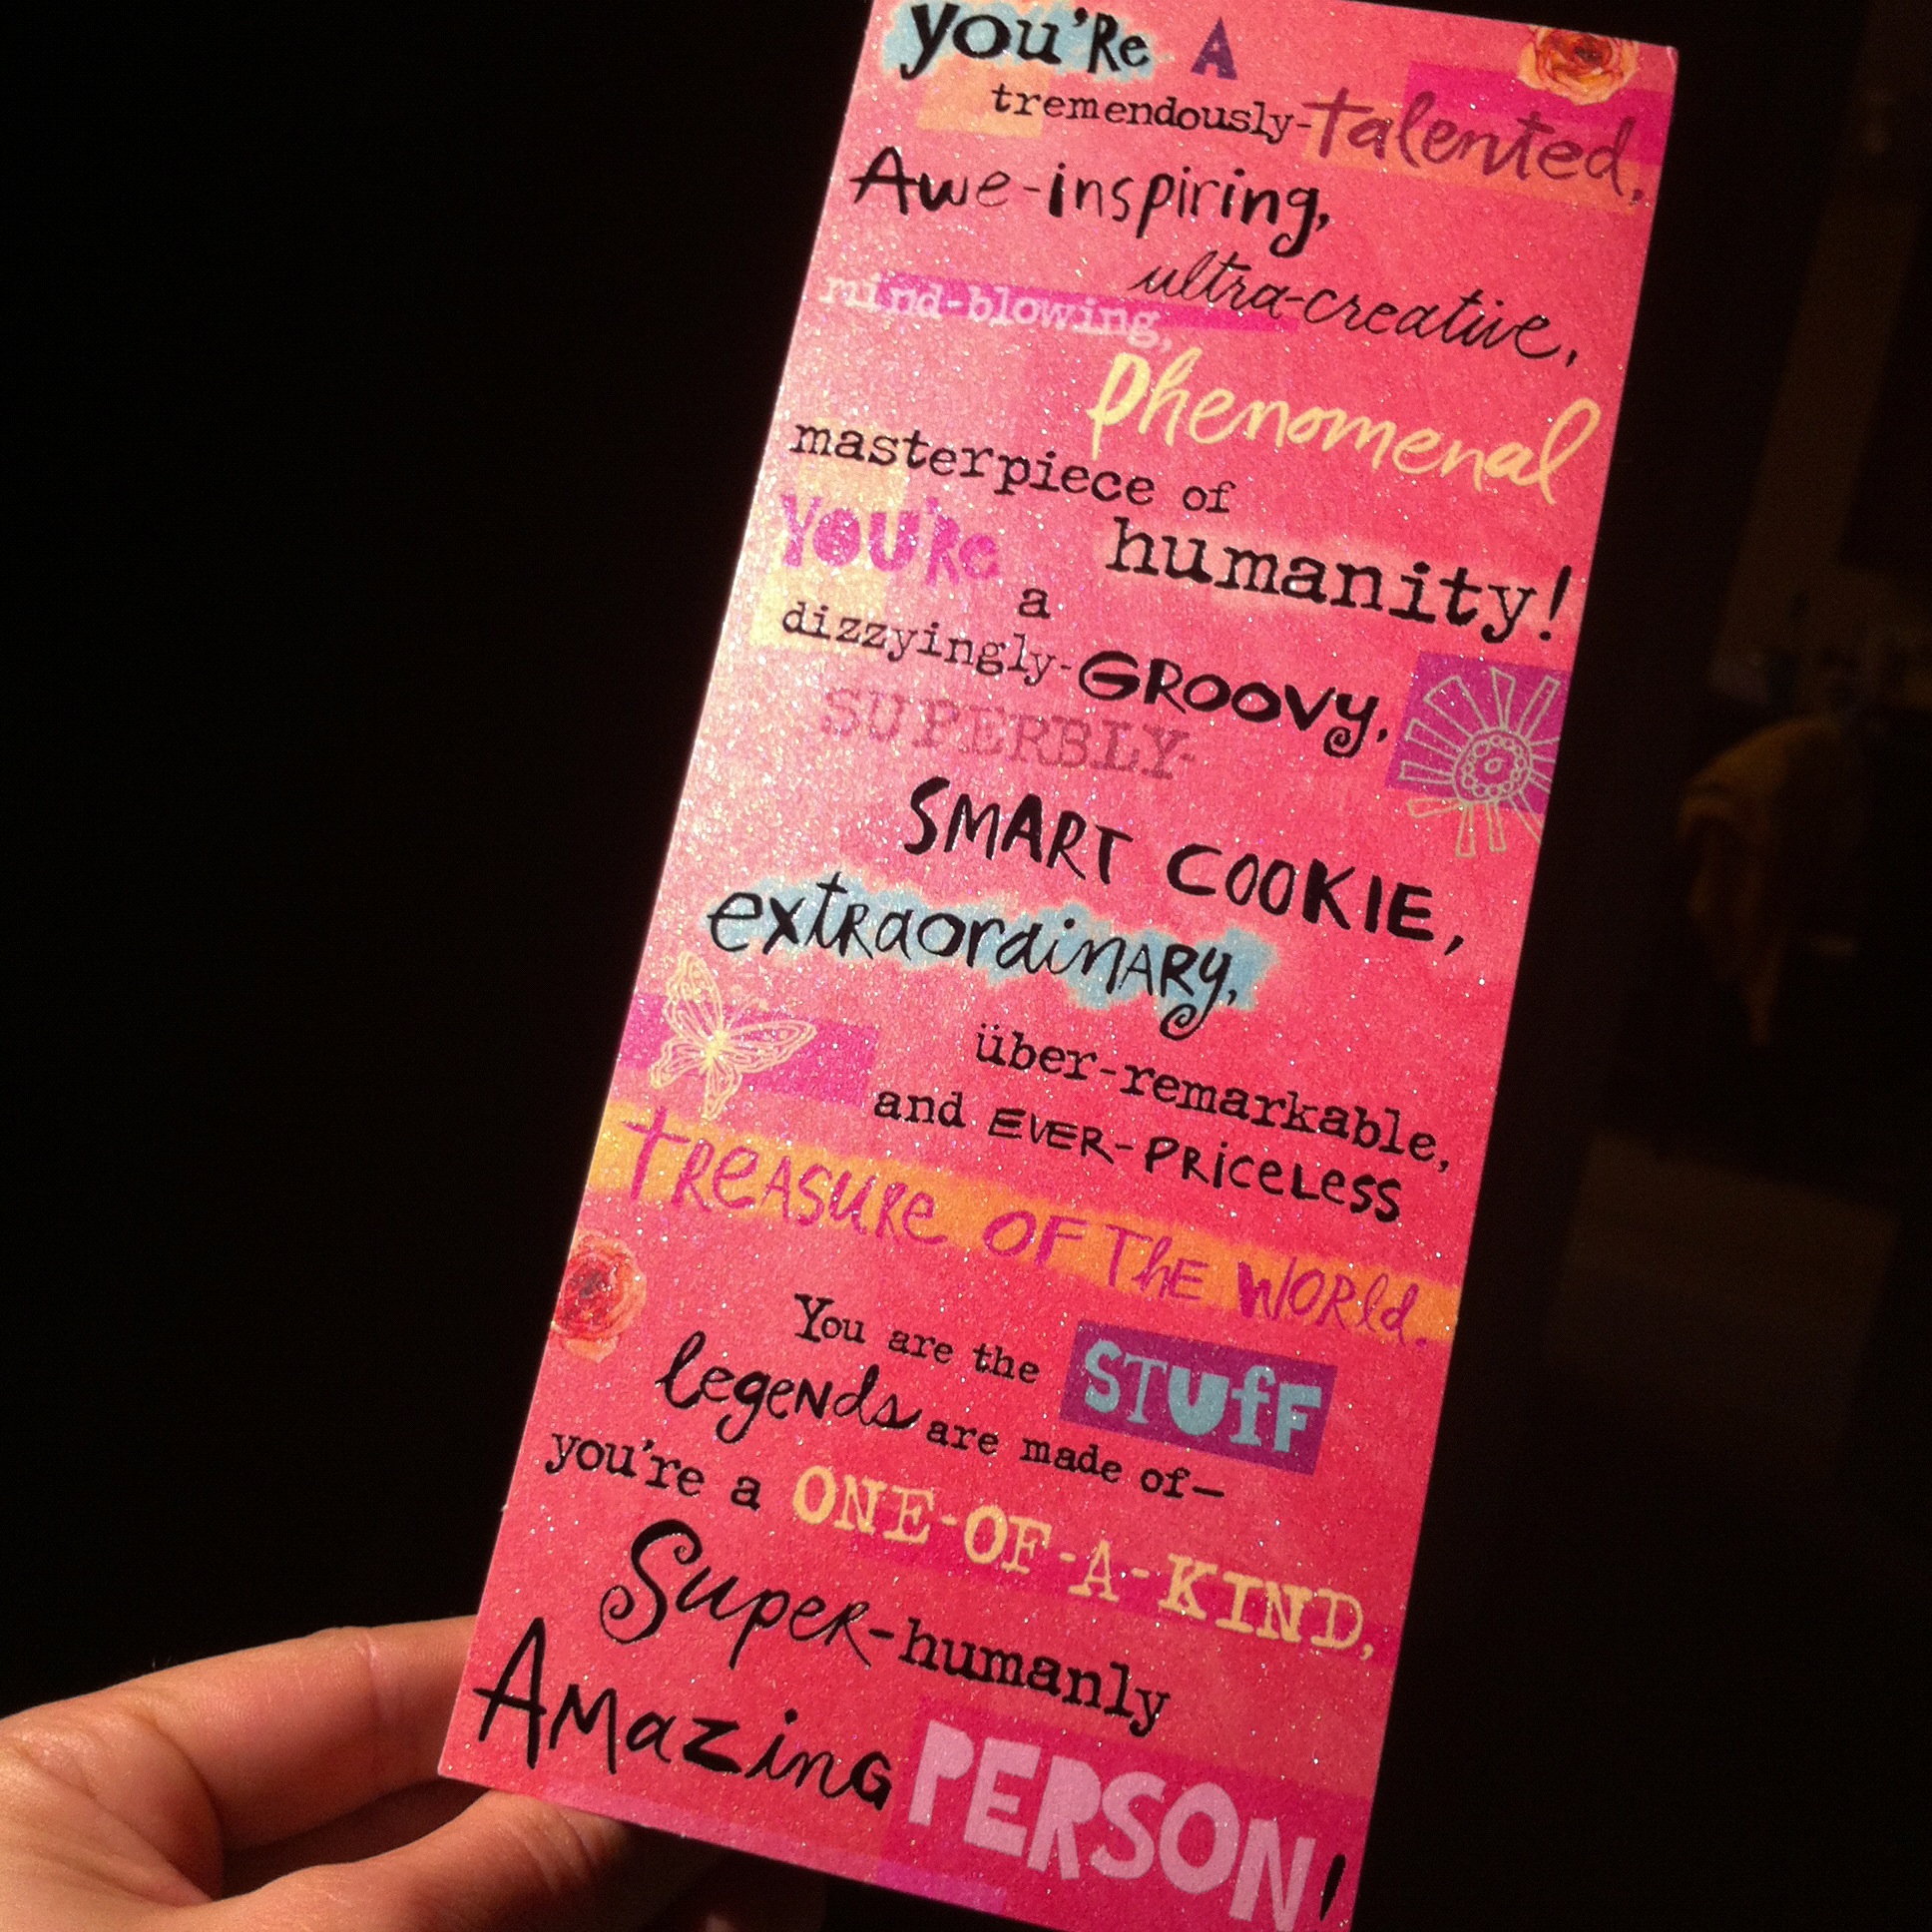 you'Re A
tremendously-talented,
Awe-inspiring,
ultra-creative,
mind-blowing,
phenomenal
masterpiece of
humanity!
YOU'Re a
dizzyingly-GROOVy,
SUPERBLY-
SMART COOKIE,
extraordinary,
über-remarkable,
and EVER-PRiceLess
tReASuRe OF ThE WORld.
You are the STUfF
legeNds are made of—
you're a ONE-OF-A-KIND,
SupeR-humanly
AMazinG PERSON!